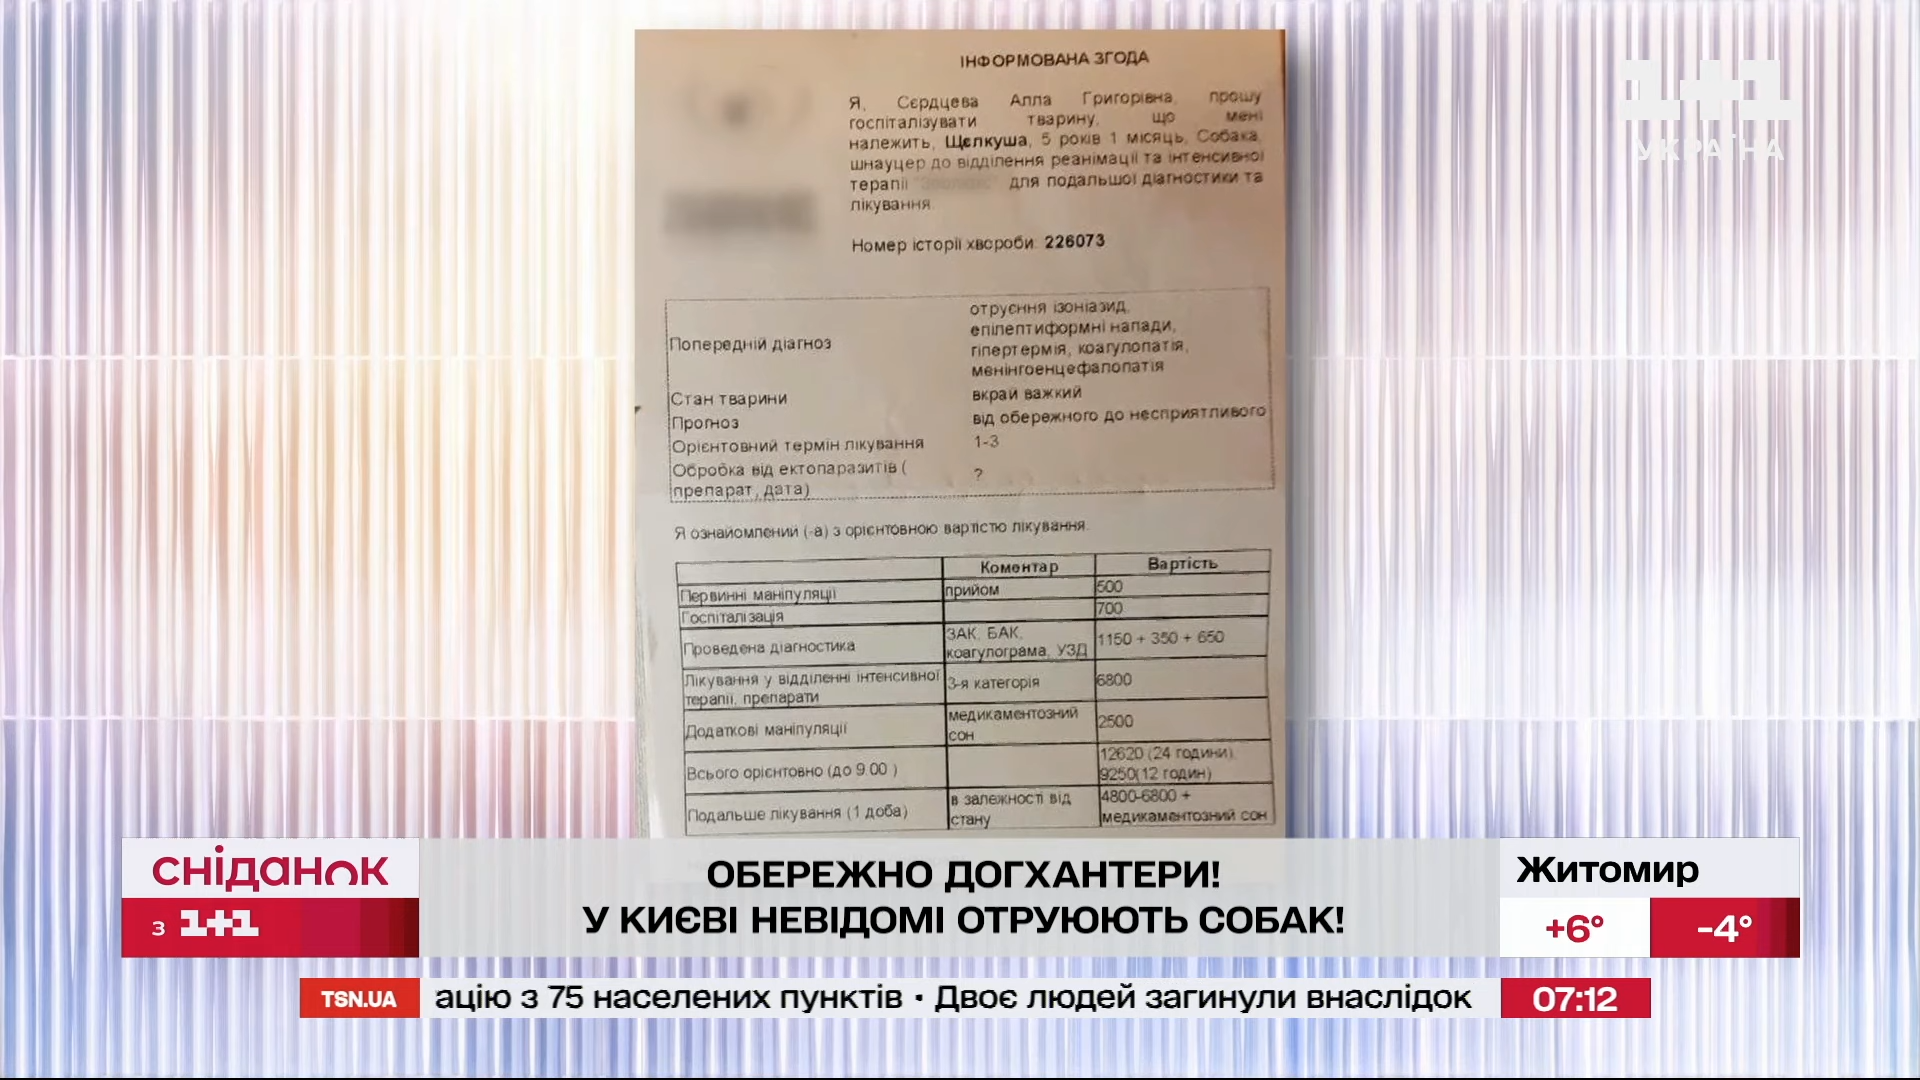 ІНФОРМОВАНА ЗГОДА
Я, Сєрдцева Алла Григорівна, прошу
госпіталізувати тварину, що мені
належить, Щєлкуша, 5 років 1 місяць, Собака,
шнауцер до відділення реанімації та інтенсивної
терапії для подальшої діагностики та
лікування.
Номер історії хвороби: 226073
Попередній діагноз
отруєння ізоніазид,
епілептиформні напади,
гіпертермія, коагулопатія,
менінгоенцефалопатія
Стан тварини вкрай важкий
Прогноз від обережного до несприятливого
Орієнтовний термін лікування 1-3
Обробка від ектопаразитів (
препарат, дата) ?
Я ознайомлений (-а) з орієнтовною вартістю лікування.
Коментар Вартість
Первинні маніпуляції прийом 500
Госпіталізація 700
Проведена діагностика ЗАК, БАК, коагулограма, УЗД 1150 + 350 + 650
Лікування у відділенні інтенсивної терапії, препарати 3-я категорія 6800
Додаткові маніпуляції медикаментозний сон 2500
Всього орієнтовно (до 9.00 ) 12620 (24 години), 9250(12 годин)
Подальше лікування (1 доба) в залежності від стану 4800-6800 + медикаментозний сон
1+1
УКРАЇНА
СНІДАНОК
З 1+1
ОБЕРЕЖНО ДОГХАНТЕРИ!
У КИЄВІ НЕВІДОМІ ОТРУЮЮТЬ СОБАК!
Житомир
+6° -4°
TSN.UA
ацію з 75 населених пунктів • Двоє людей загинули внаслідок
07:12